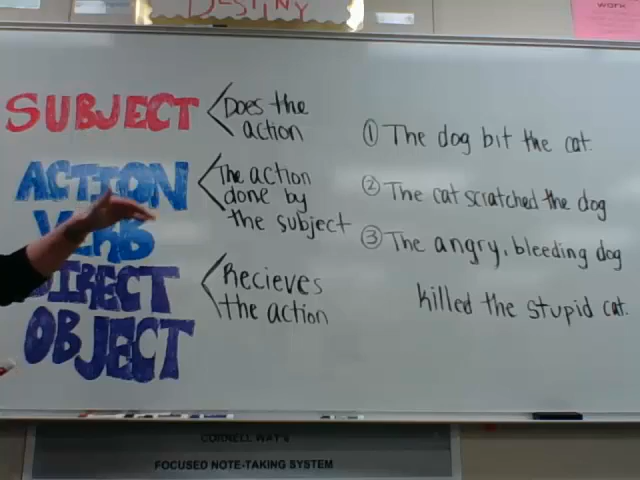 DESTINY
work
SUBJECT
Does the
action
ACTION
VERB
The action
done by
the subject
DIRECT
OBJECT
Recieves
the action
① The dog bit the cat.
② The cat scratched the dog
③ The angry, bleeding dog
killed the stupid cat.
CORNELL WAY'S
FOCUSED NOTE-TAKING SYSTEM